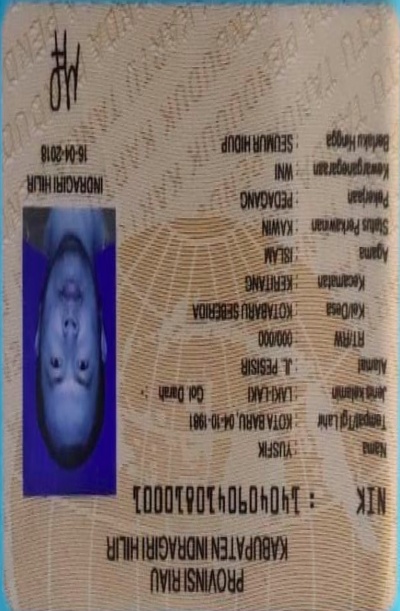 PROVINSI RIAU
KABUPATEN INDRAGIRI HILIR
NIK : 1404090410810001
Nama : YUSFIK
Tempat/Tgl Lahir : KOTA BARU, 04-10-1981
Jenis kelamin : LAKI-LAKI Gol. Darah : -
Alamat : JL. PESISIR
RT/RW : 000/000
Kel/Desa : KOTABARU SEBERIDA
Kecamatan : KERITANG
Agama : ISLAM
Status Perkawinan : KAWIN
Pekerjaan : PEDAGANG
Kewarganegaraan : WNI
Berlaku Hingga : SEUMUR HIDUP
INDRAGIRI HILIR
16-04-2018